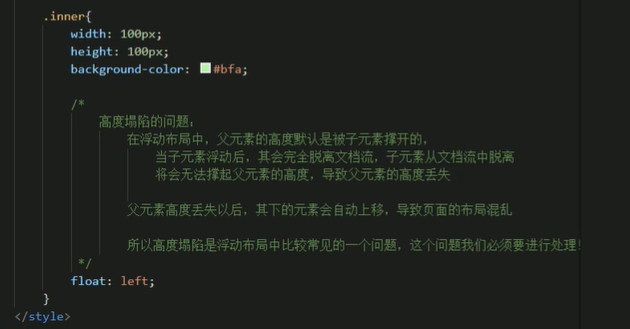 .inner{
width: 100px;
height: 100px;
background-color: #bfa;
/*
高度塌陷的问题：
在浮动布局中，父元素的高度默认是被子元素撑开的，
当子元素浮动后，其会完全脱离文档流，子元素从文档流中脱离
将会无法撑起父元素的高度，导致父元素的高度丢失
父元素高度丢失以后，其下的元素会自动上移，导致页面的布局混乱
所以高度塌陷是浮动布局中比较常见的一个问题，这个问题我们必须要进行处理！
*/
float: left;
}
</style>